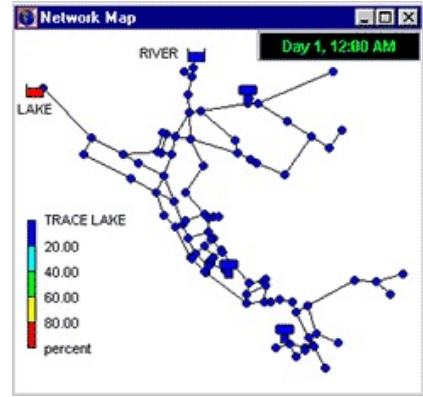 Network Map
Day 1, 12:00 AM
RIVER
LAKE
TRACE LAKE
20.00
40.00
60.00
80.00
percent